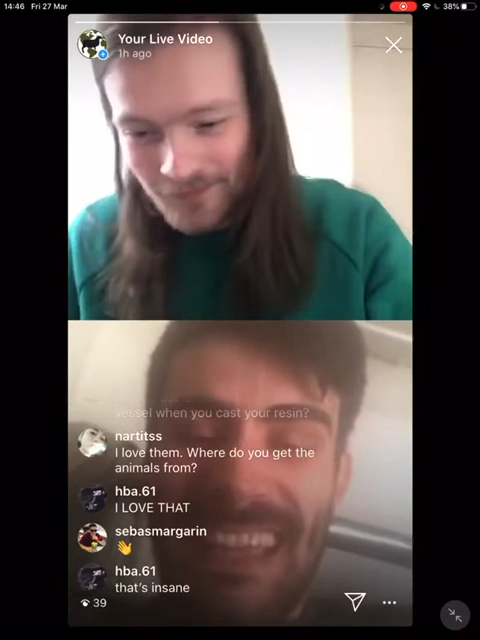 14:46 Fri 27 Mar 38%
Your Live Video
1h ago
vessel when you cast your resin?
nartitss
I love them. Where do you get the
animals from?
hba.61
I LOVE THAT
sebasmargarin
👋
hba.61
that's insane
39